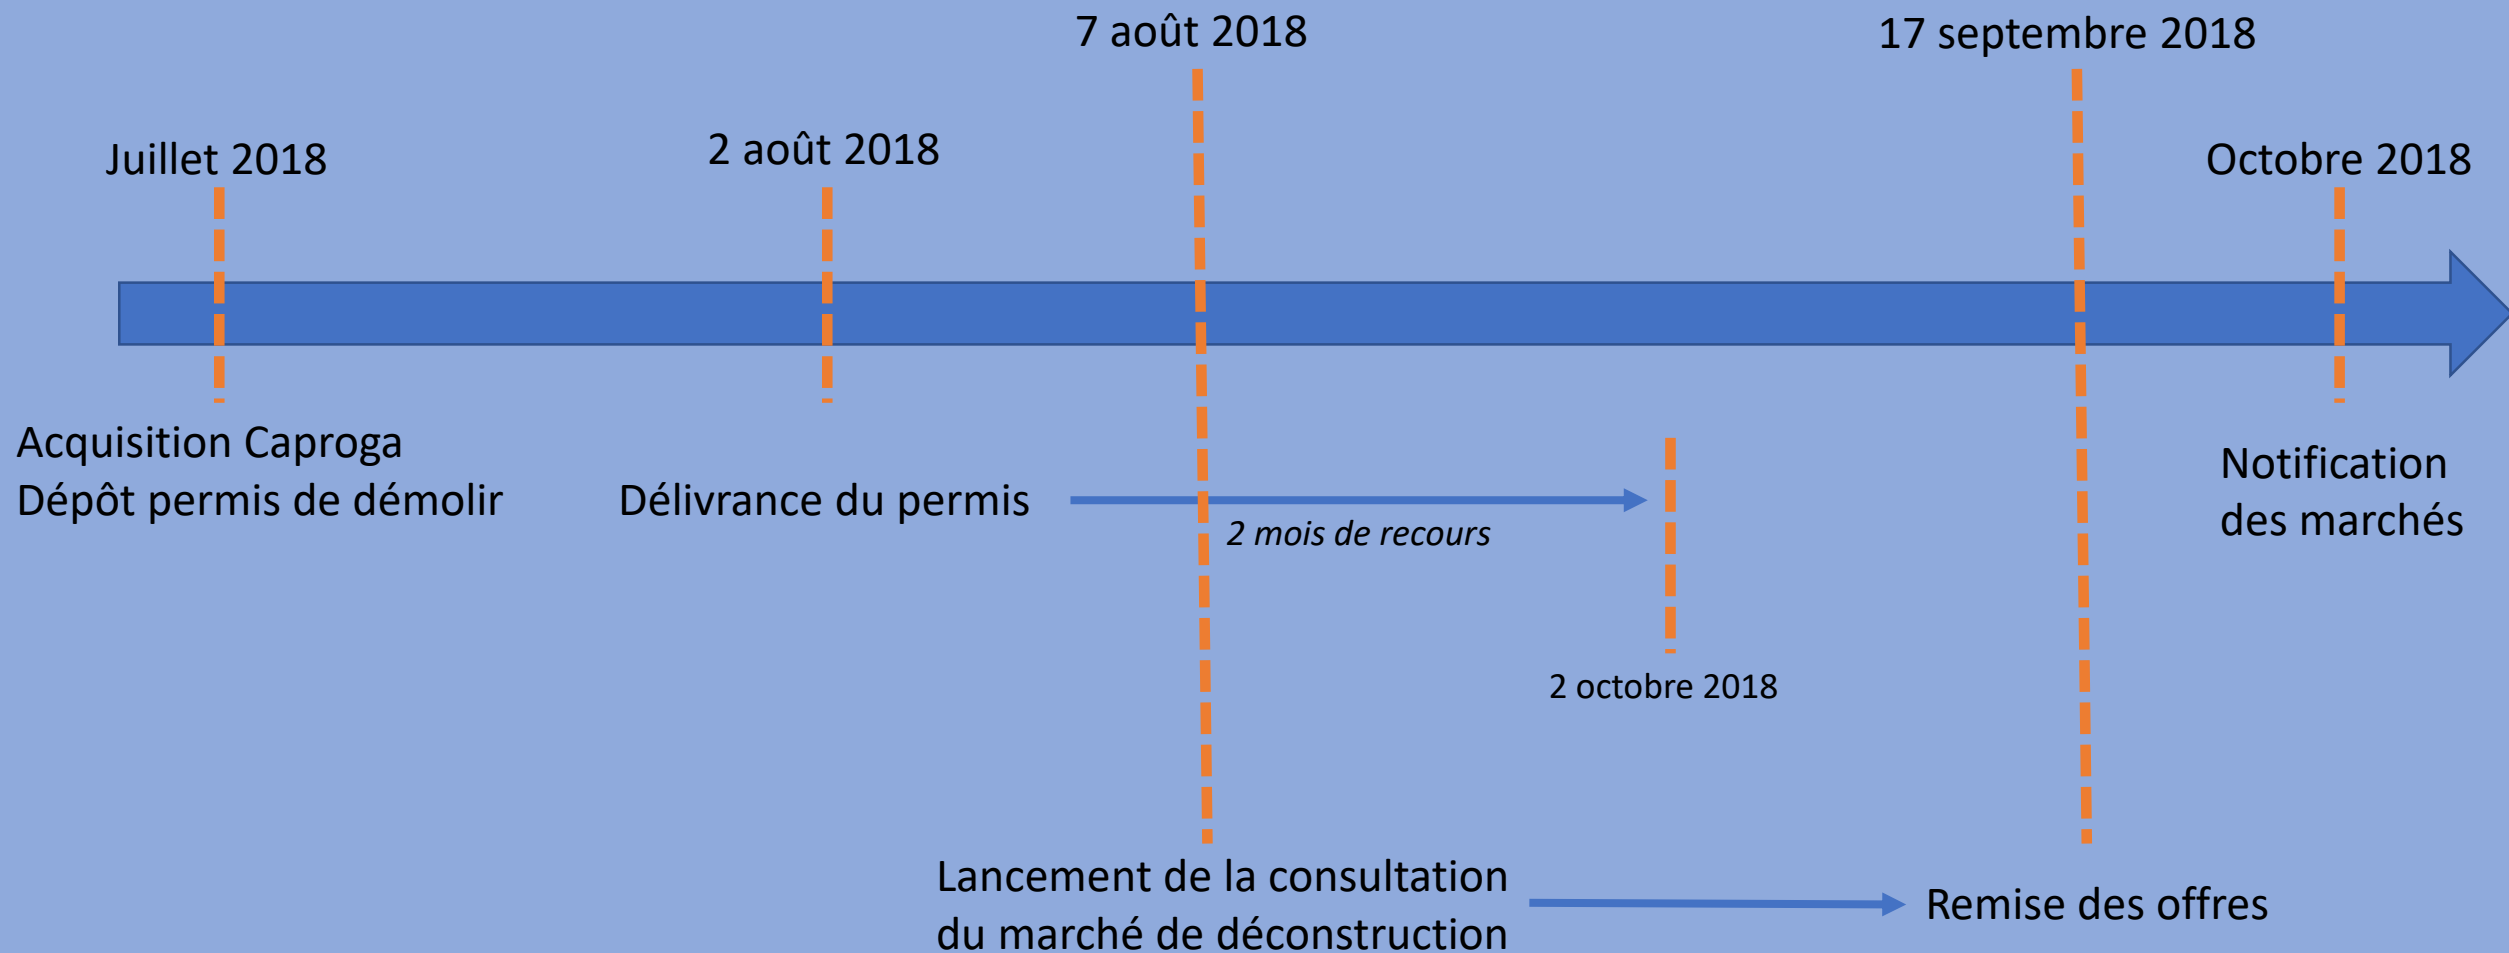 7 août 2018
17 septembre 2018
Juillet 2018
2 août 2018
Octobre 2018
Acquisition Caproga
Dépôt permis de démolir
Délivrance du permis
2 mois de recours
2 octobre 2018
Notification
des marchés
Lancement de la consultation
du marché de déconstruction
Remise des offres